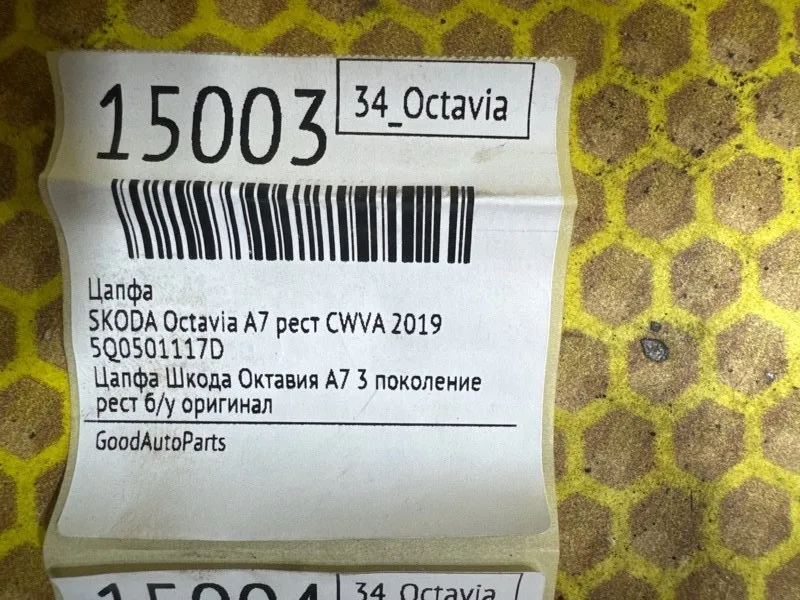 15003
34_Octavia
Цапфа
SKODA Octavia A7 рест CWVA 2019
5Q0501117D
Цапфа Шкода Октавия А7 3 поколение
рест б/у оригинал
GoodAutoParts
34_Octavia